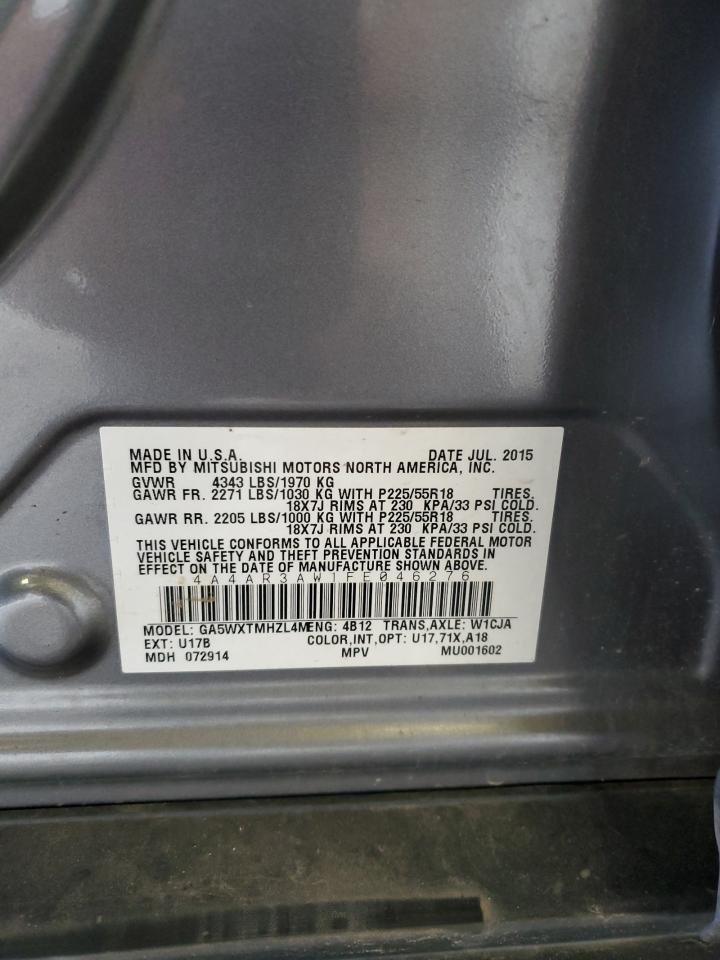 MADE IN U.S.A. DATE JUL. 2015
MFD BY MITSUBISHI MOTORS NORTH AMERICA, INC.
GVWR 4343 LBS/1970 KG
GAWR FR. 2271 LBS/1030 KG WITH P225/55R18 TIRES,
18X7J RIMS AT 230 KPA/33 PSI COLD.
GAWR RR. 2205 LBS/1000 KG WITH P225/55R18 TIRES,
18X7J RIMS AT 230 KPA/33 PSI COLD.
THIS VEHICLE CONFORMS TO ALL APPLICABLE FEDERAL MOTOR
VEHICLE SAFETY AND THEFT PREVENTION STANDARDS IN
EFFECT ON THE DATE OF MANUFACTURE SHOWN ABOVE.
4A4AR3AW1FE046276
MODEL: GA5WXTMHZL4M ENG: 4B12 TRANS,AXLE: W1CJA
EXT: U17B COLOR,INT,OPT: U17,71X,A18
MDH 072914 MPV MU001602